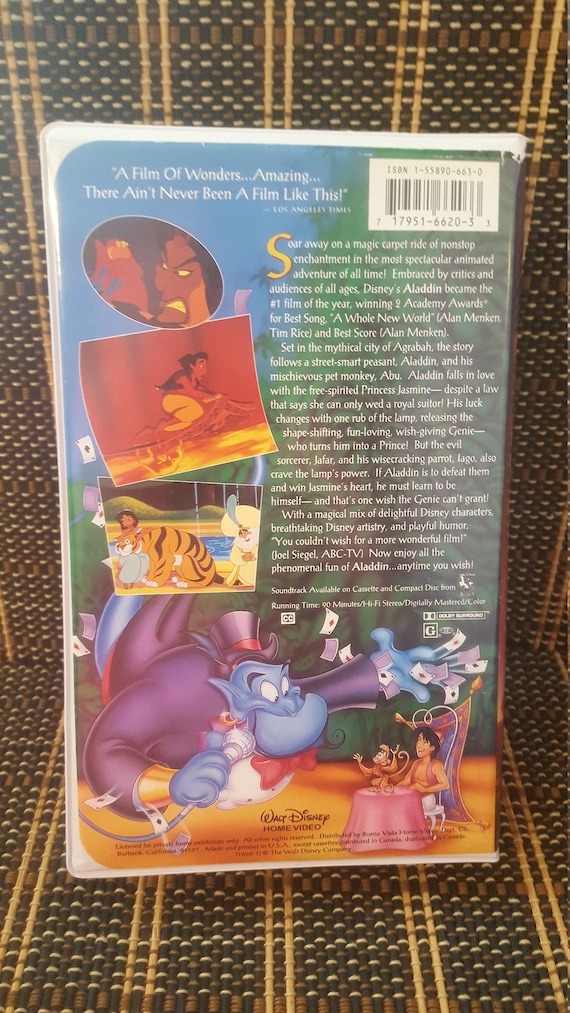 "A Film Of Wonders...Amazing...
There Ain't Never Been A Film Like This!"
— LOS ANGELES TIMES
ISBN 1-55890-663-0
7 17951-6620-3 3
Soar away on a magic carpet ride of nonstop
enchantment in the most spectacular animated
adventure of all time! Embraced by critics and
audiences of all ages, Disney's Aladdin became the
#1 film of the year, winning 2 Academy Awards®
for Best Song, "A Whole New World" (Alan Menken,
Tim Rice) and Best Score (Alan Menken).
Set in the mythical city of Agrabah, the story
follows a street-smart peasant, Aladdin, and his
mischievous pet monkey, Abu. Aladdin falls in love
with the free-spirited Princess Jasmine— despite a law
that says she can only wed a royal suitor! His luck
changes with one rub of the lamp, releasing the
shape-shifting, fun-loving, wish-giving Genie—
who turns him into a Prince! But the evil
sorcerer, Jafar, and his wisecracking parrot, Iago, also
crave the lamp's power. If Aladdin is to defeat them
and win Jasmine's heart, he must learn to be
himself— and that's one wish the Genie can't grant!
With a magical mix of delightful Disney characters,
breathtaking Disney artistry, and playful humor,
"You couldn't wish for a more wonderful film!"
(Joel Siegel, ABC-TV) Now enjoy all the
phenomenal fun of Aladdin...anytime you wish!
Soundtrack Available on Cassette and Compact Disc from
Running Time: 90 Minutes/Hi-Fi Stereo/Digitally Mastered/Color
CC
DOLBY SURROUND
G
WALT DISNEY
HOME VIDEO
Licensed for private home exhibition only. All other rights reserved. Distributed by Buena Vista Home Video, Dept. CS,
Burbank, California, 91521. Made and printed in U.S.A., except cassettes distributed in Canada, duplicated in Canada.
© The Walt Disney Company